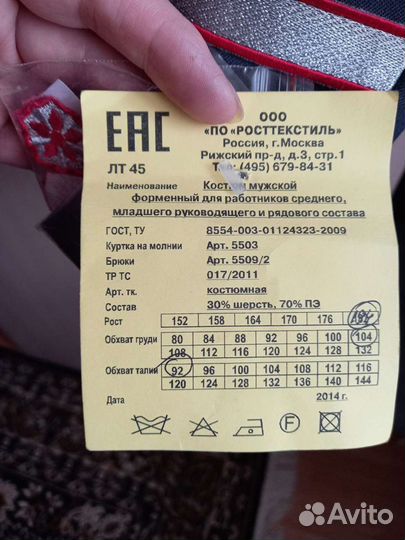 EAC
ЛТ 45
ООО
"ПО «РОСТТЕКСТИЛЬ»
Россия, г.Москва
Рижский пр-д, д.3, стр.1
Тел: (495) 679-84-31
Наименование Костюм мужской
форменный для работников среднего,
младшего руководящего и рядового состава
ГОСТ, ТУ 8554-003-01124323-2009
Куртка на молнии Арт. 5503
Брюки Арт. 5509/2
ТР ТС 017/2011
Арт. тк. костюмная
Состав 30% шерсть, 70% ПЭ
Рост 152 158 164 170 176
Обхват груди 80 84 88 92 96 100 104
108 112 116 120 124 128 132
Обхват талии 92 96 100 104 108 112 116
120 124 128 132 136 140 144
Дата 2014 г.
A
F
Avito